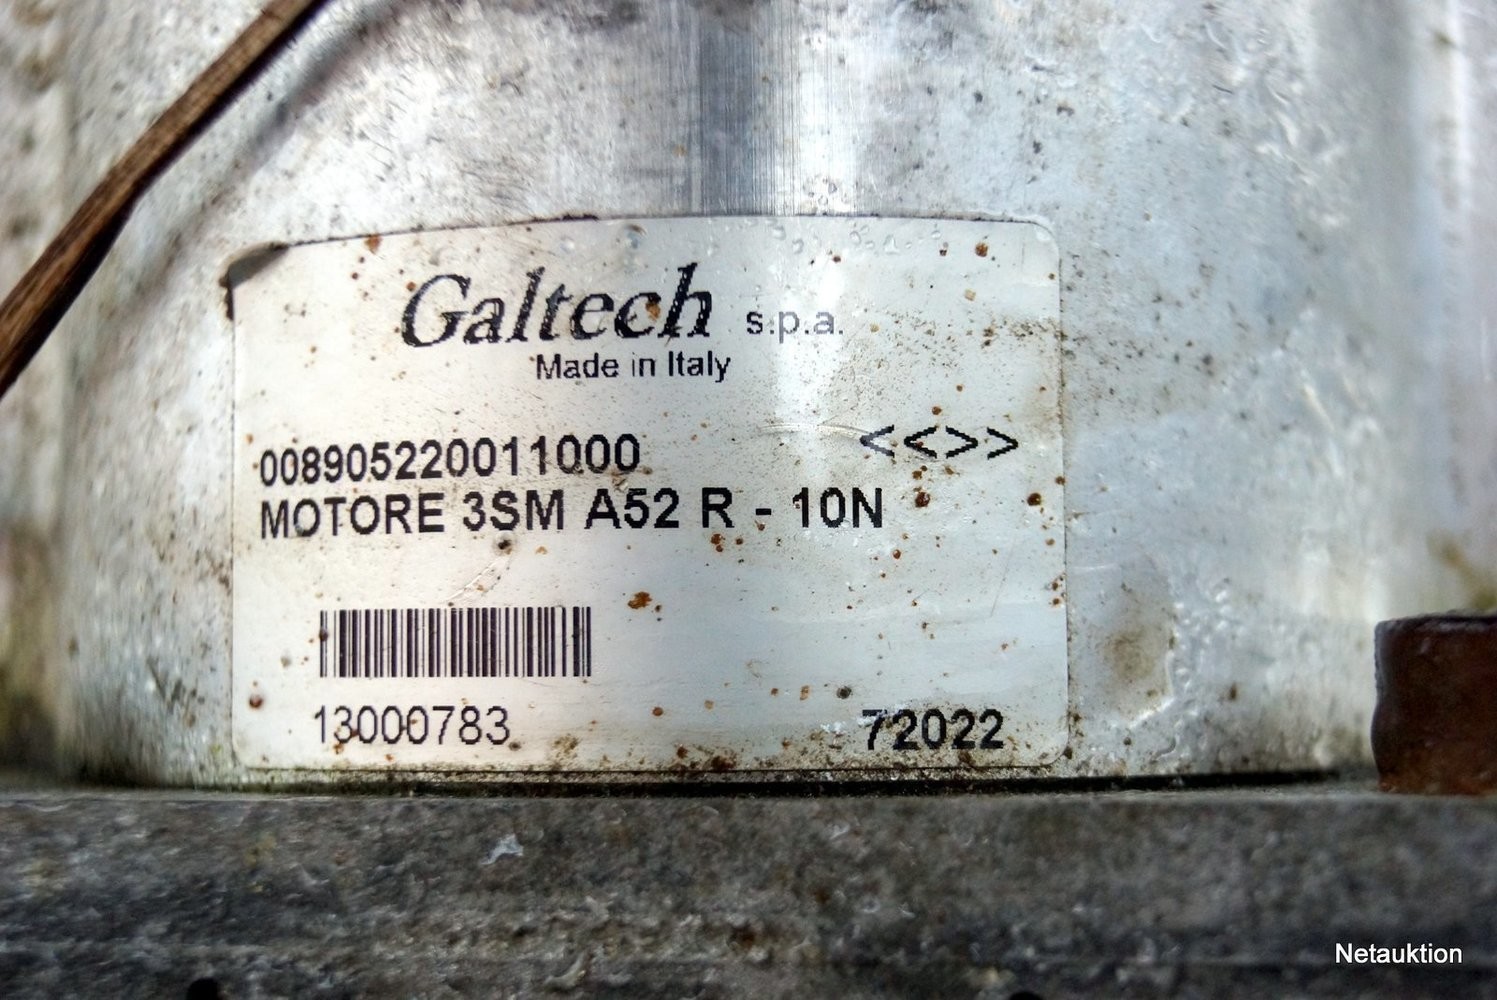 Galtech s.p.a.
Made in Italy
008905220011000 <<>>
MOTORE 3SM A52 R - 10N
13000783 72022
Netauktion